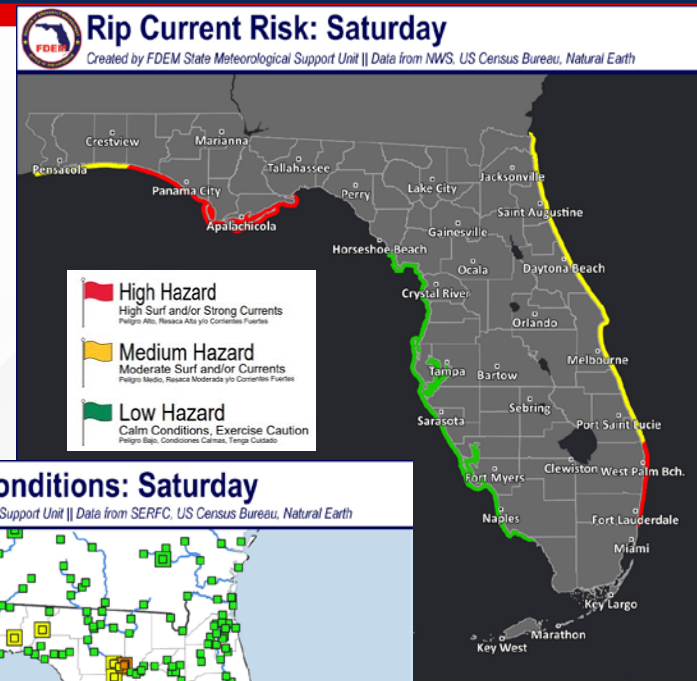 Rip Current Risk: Saturday
FDEM
Created by FDEM State Meteorological Support Unit || Data from NWS, US Census Bureau, Natural Earth
Crestview
Marianna
Pensacola
Tallahassee
Jacksonville
Panama City
Perry
Lake City
Apalachicola
Saint Augustine
Gainesville
Horseshoe Beach
Ocala
Daytona Beach
Crystal River
Orlando
Melbourne
Tampa
Bartow
Sebring
Sarasota
Port Saint Lucie
Clewiston
West Palm Bch.
Fort Myers
Naples
Fort Lauderdale
Miami
Key Largo
Marathon
Key West
High Hazard
High Surf and/or Strong Currents
Peligro Alto, Resaca Alta y/o Corrientes Fuertes
Medium Hazard
Moderate Surf and/or Currents
Peligro Medio, Resaca Moderada y/o Corrientes Fuertes
Low Hazard
Calm Conditions, Exercise Caution
Peligro Bajo, Condiciones Calmas, Tenga Cuidado
onditions: Saturday
Support Unit || Data from SERFC, US Census Bureau, Natural Earth